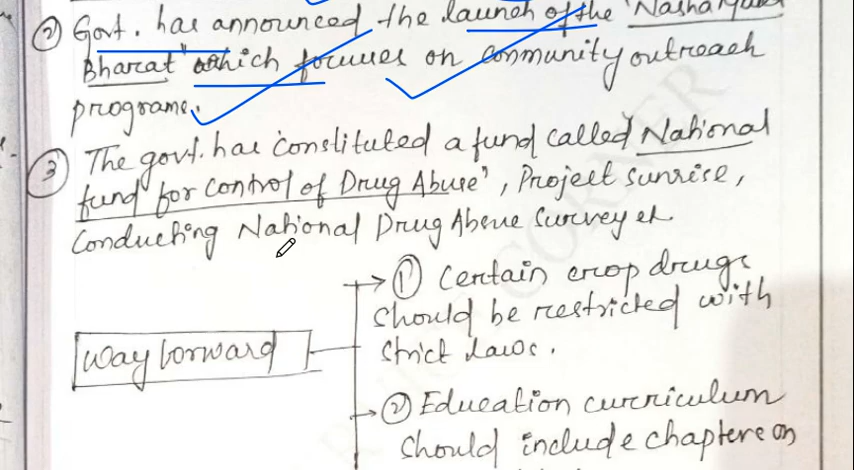 ② Govt. has announced the launch of the "Nasha Mukt
Bharat" which focuses on community outreach
programe.
③ The govt. has constituted a fund called 'National
fund for control of Drug Abuse', Project sunrise,
Conducting National Drug Abuse Survey et.
→ ① Certain crop drugs
should be restricted with
strict laws.
Way forward
→ ② Education curriculum
should include chaptere on